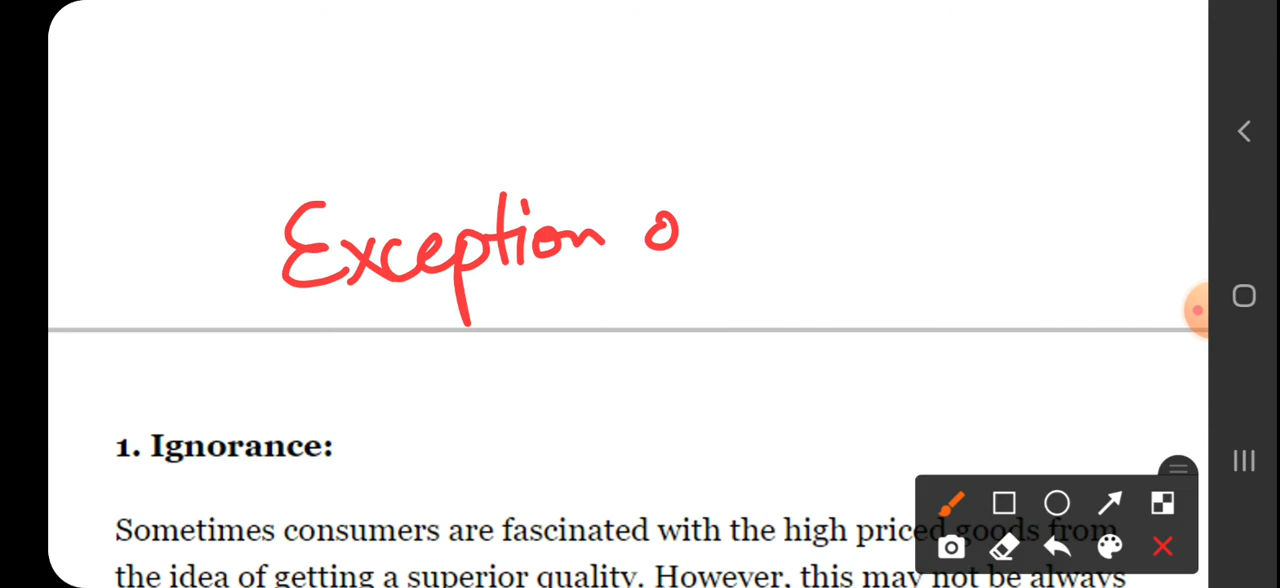 Exception o
1. Ignorance:
Sometimes consumers are fascinated with the high priced goods from
the idea of getting a superior quality. However, this may not be always